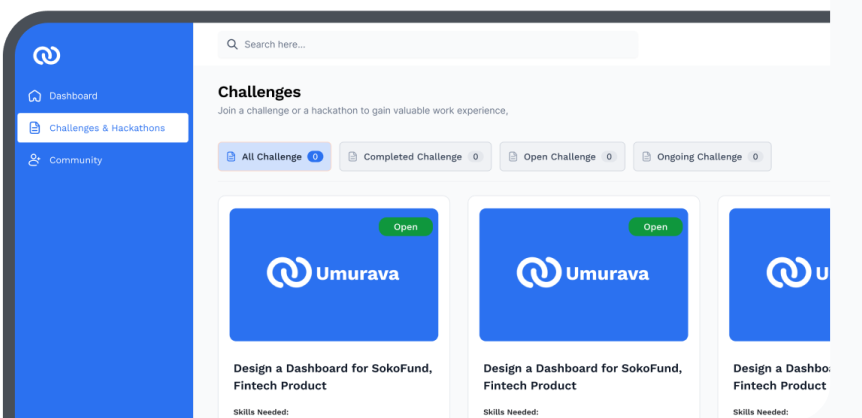 Search here...
Dashboard
Challenges & Hackathons
Community
Challenges
Join a challenge or a hackathon to gain valuable work experience,
All Challenge 0
Completed Challenge 0
Open Challenge 0
Ongoing Challenge 0
Open
Umurava
Design a Dashboard for SokoFund,
Fintech Product
Skills Needed:
Open
Umurava
Design a Dashboard for SokoFund,
Fintech Product
Skills Needed:
U
Design a Dashbo
Fintech Product
Skills Needed: